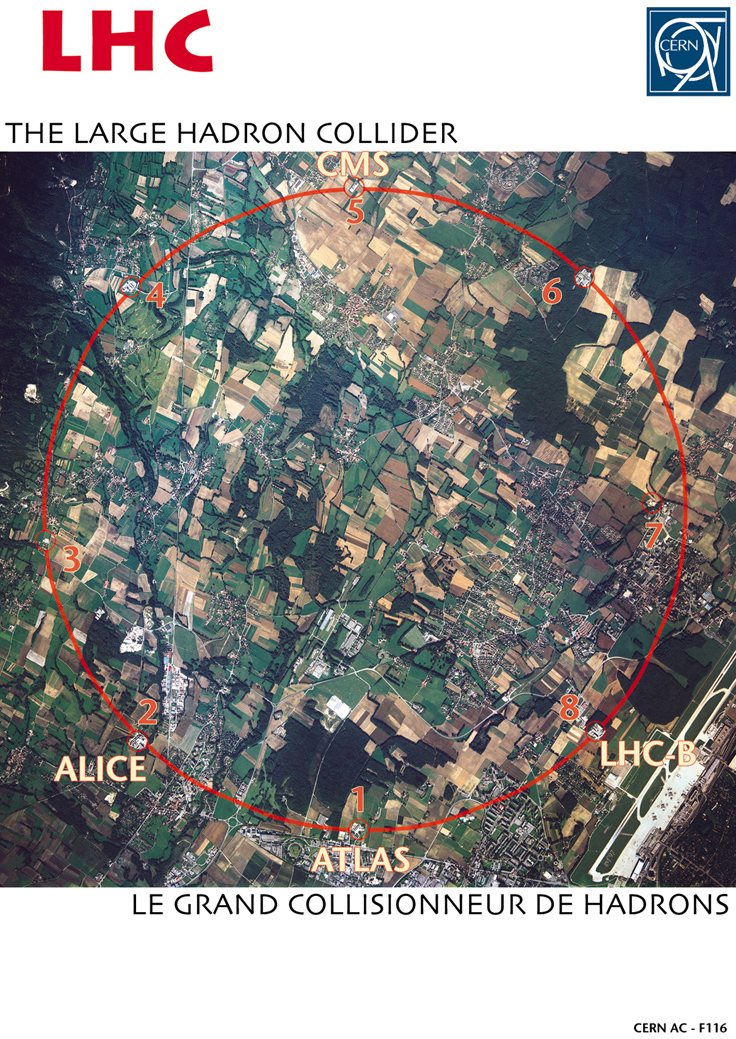 LHC
CERN
THE LARGE HADRON COLLIDER
CMS
5
4
6
3
7
2
8
ALICE
LHC-B
1
ATLAS
LE GRAND COLLISIONNEUR DE HADRONS
CERN AC - F116